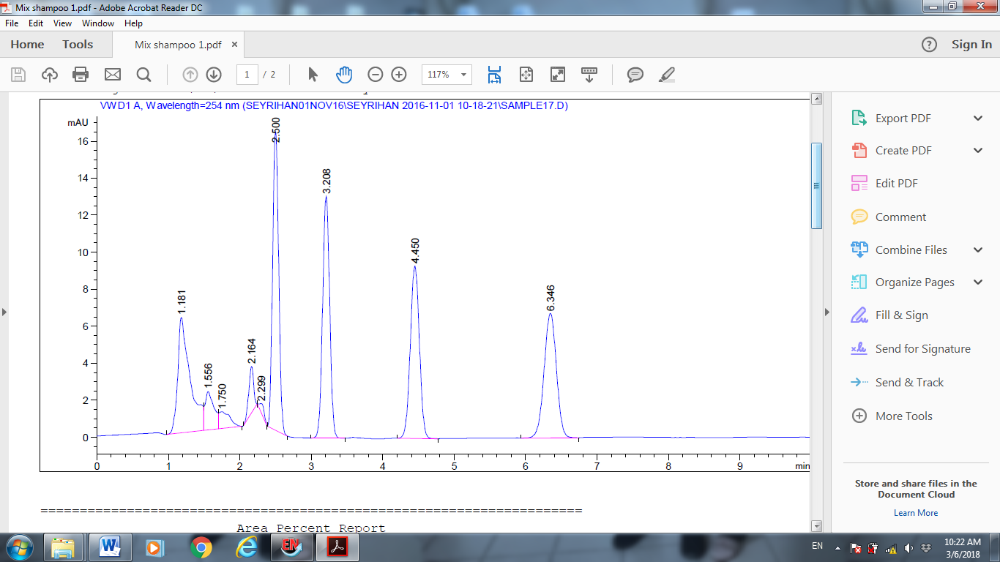 Mix shampoo 1.pdf - Adobe Acrobat Reader DC
File Edit View Window Help
Home Tools Mix shampoo 1.pdf × ? Sign In
1 / 2 117%
VWD1 A, Wavelength=254 nm (SEYRIHAN01NOV16\SEYRIHAN 2016-11-01 10-18-21\SAMPLE17.D)
mAU
16
14
12
10
8
6
4
2
0
1.181
1.556
1.750
2.164
2.299
2.500
3.208
4.450
6.346
0 1 2 3 4 5 6 7 8 9 min
======================================================================
Area Percent Report
Export PDF
Create PDF
Edit PDF
Comment
Combine Files
Organize Pages
Fill & Sign
Send for Signature
Send & Track
More Tools
Store and share files in the
Document Cloud
Learn More
EN
10:22 AM
3/6/2018